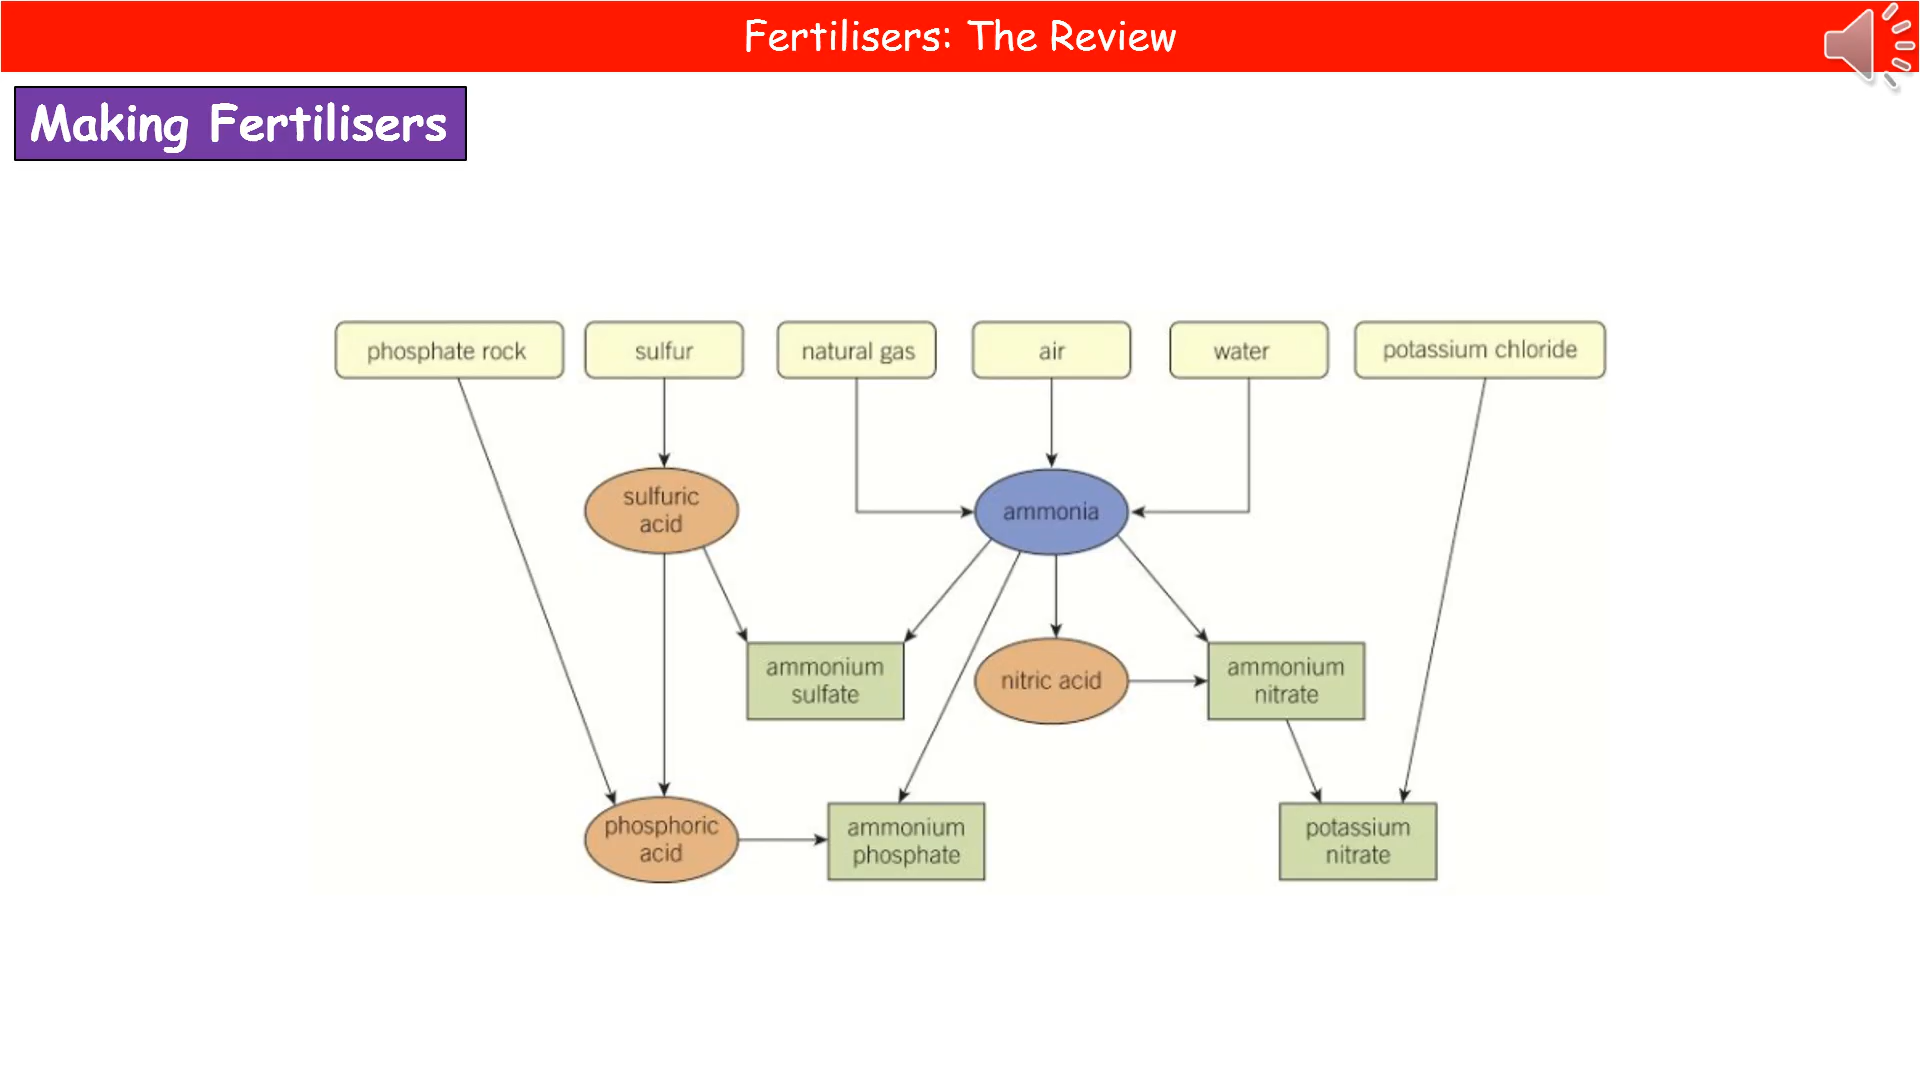 Fertilisers: The Review
Making Fertilisers
phosphate rock
sulfur
natural gas
air
water
potassium chloride
sulfuric
acid
ammonia
ammonium
sulfate
nitric acid
ammonium
nitrate
phosphoric
acid
ammonium
phosphate
potassium
nitrate